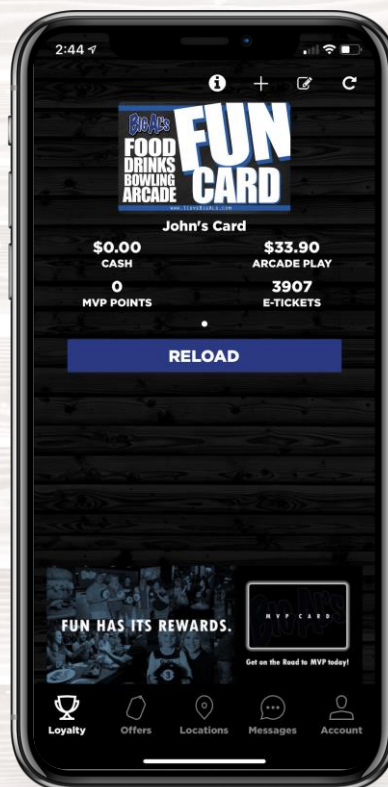 2:44
BIG AL'S
FOOD
DRINKS
BOWLING
ARCADE
FUN
CARD
John's Card
$0.00
CASH
$33.90
ARCADE PLAY
0
MVP POINTS
3907
E-TICKETS
RELOAD
FUN HAS ITS REWARDS.
BIG AL'S
MVP CARD
Get on the Road to MVP today!
Loyalty
Offers
Locations
Messages
Account